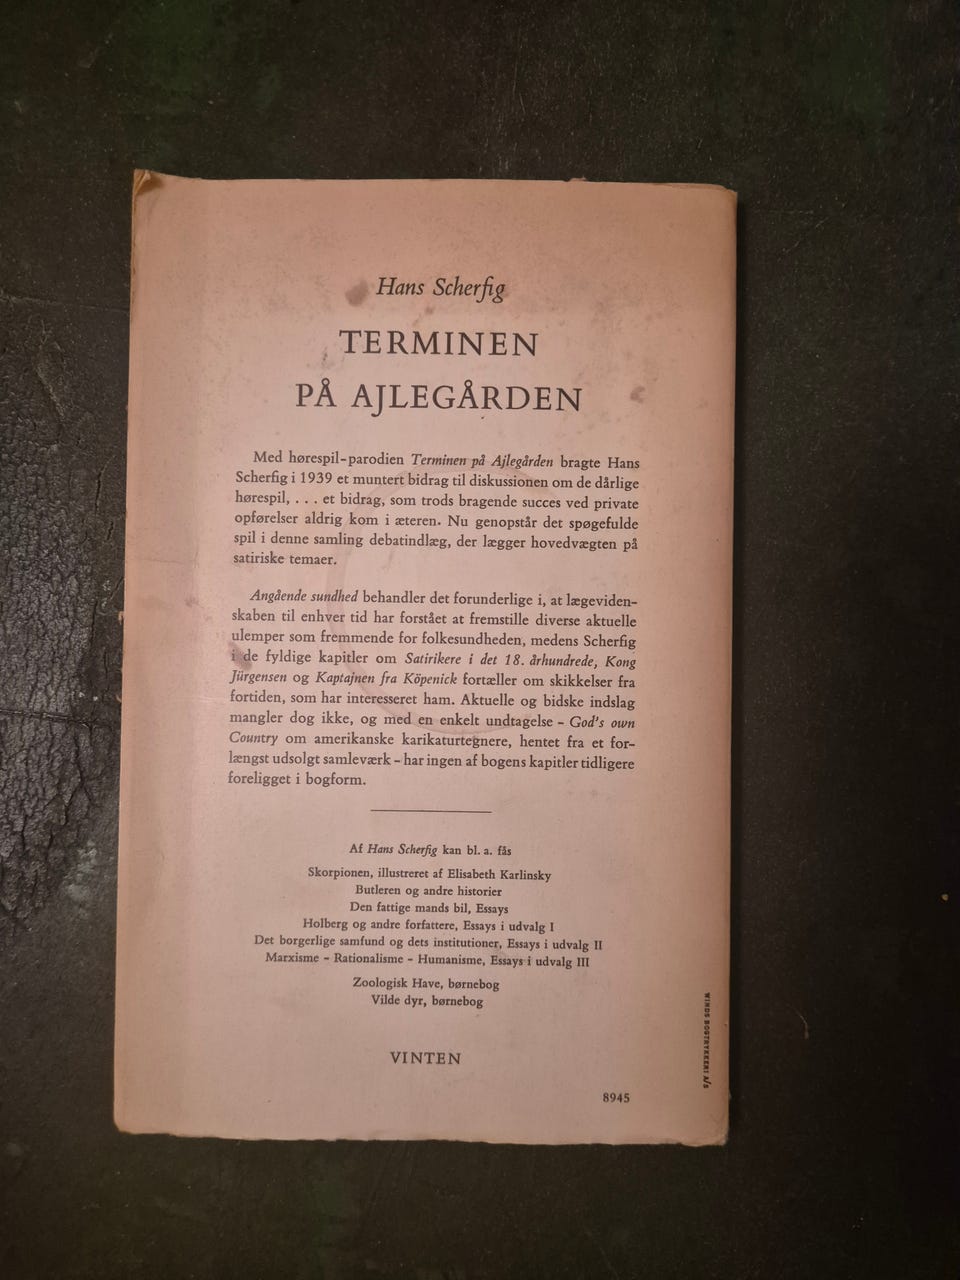 Hans Scherfig
TERMINEN
PÅ AJLEGÅRDEN
Med hørespil-parodien Terminen på Ajlegården bragte Hans
Scherfig i 1939 et muntert bidrag til diskussionen om de dårlige
hørespil, . . . et bidrag, som trods bragende succes ved private
opførelser aldrig kom i æteren. Nu genopstår det spøgefulde
spil i denne samling debatindlæg, der lægger hovedvægten på
satiriske temaer.
Angående sundhed behandler det forunderlige i, at lægeviden-
skaben til enhver tid har forstået at fremstille diverse aktuelle
ulemper som fremmende for folkesundheden, medens Scherfig
i de fyldige kapitler om Satirikere i det 18. århundrede, Kong
Jürgensen og Kaptajnen fra Köpenick fortæller om skikkelser fra
fortiden, som har interesseret ham. Aktuelle og bidske indslag
mangler dog ikke, og med en enkelt undtagelse – God's own
Country om amerikanske karikaturtegnere, hentet fra et for-
længst udsolgt samleværk – har ingen af bogens kapitler tidligere
foreligget i bogform.
Af Hans Scherfig kan bl. a. fås
Skorpionen, illustreret af Elisabeth Karlinsky
Butleren og andre historier
Den fattige mands bil, Essays
Holberg og andre forfattere, Essays i udvalg I
Det borgerlige samfund og dets institutioner, Essays i udvalg II
Marxisme – Rationalisme – Humanisme, Essays i udvalg III
Zoologisk Have, børnebog
Vilde dyr, børnebog
VINTEN
8945
WINDS BOGTRYKKERI A/S